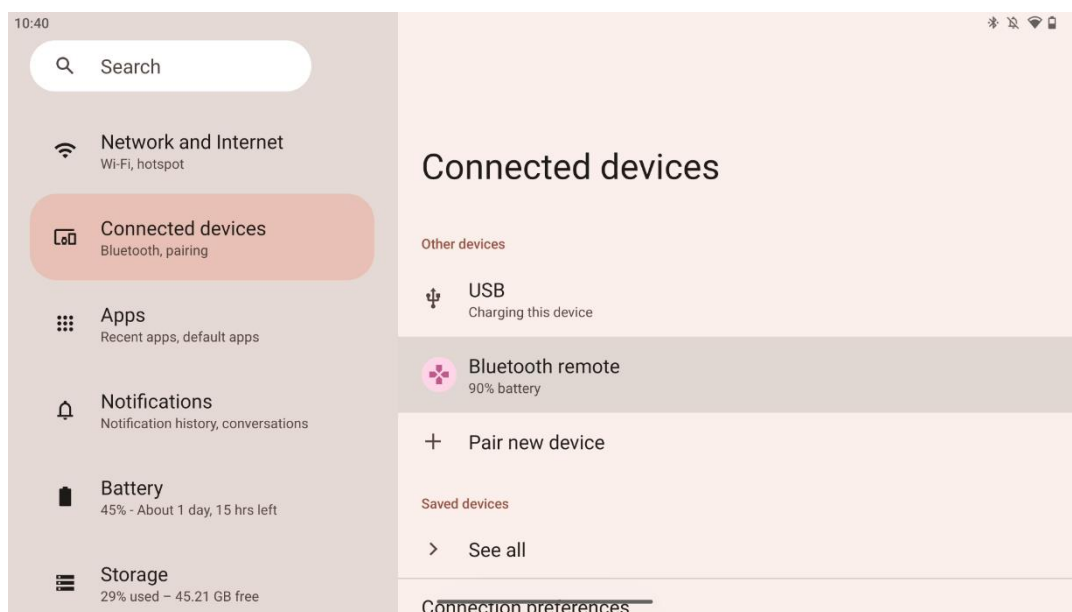 10:40
Search
Network and Internet
Wi-Fi, hotspot
Connected devices
Bluetooth, pairing
Apps
Recent apps, default apps
Notifications
Notification history, conversations
Battery
45% - About 1 day, 15 hrs left
Storage
29% used – 45.21 GB free
Connected devices
Other devices
USB
Charging this device
Bluetooth remote
90% battery
Pair new device
Saved devices
See all
Connection preferences